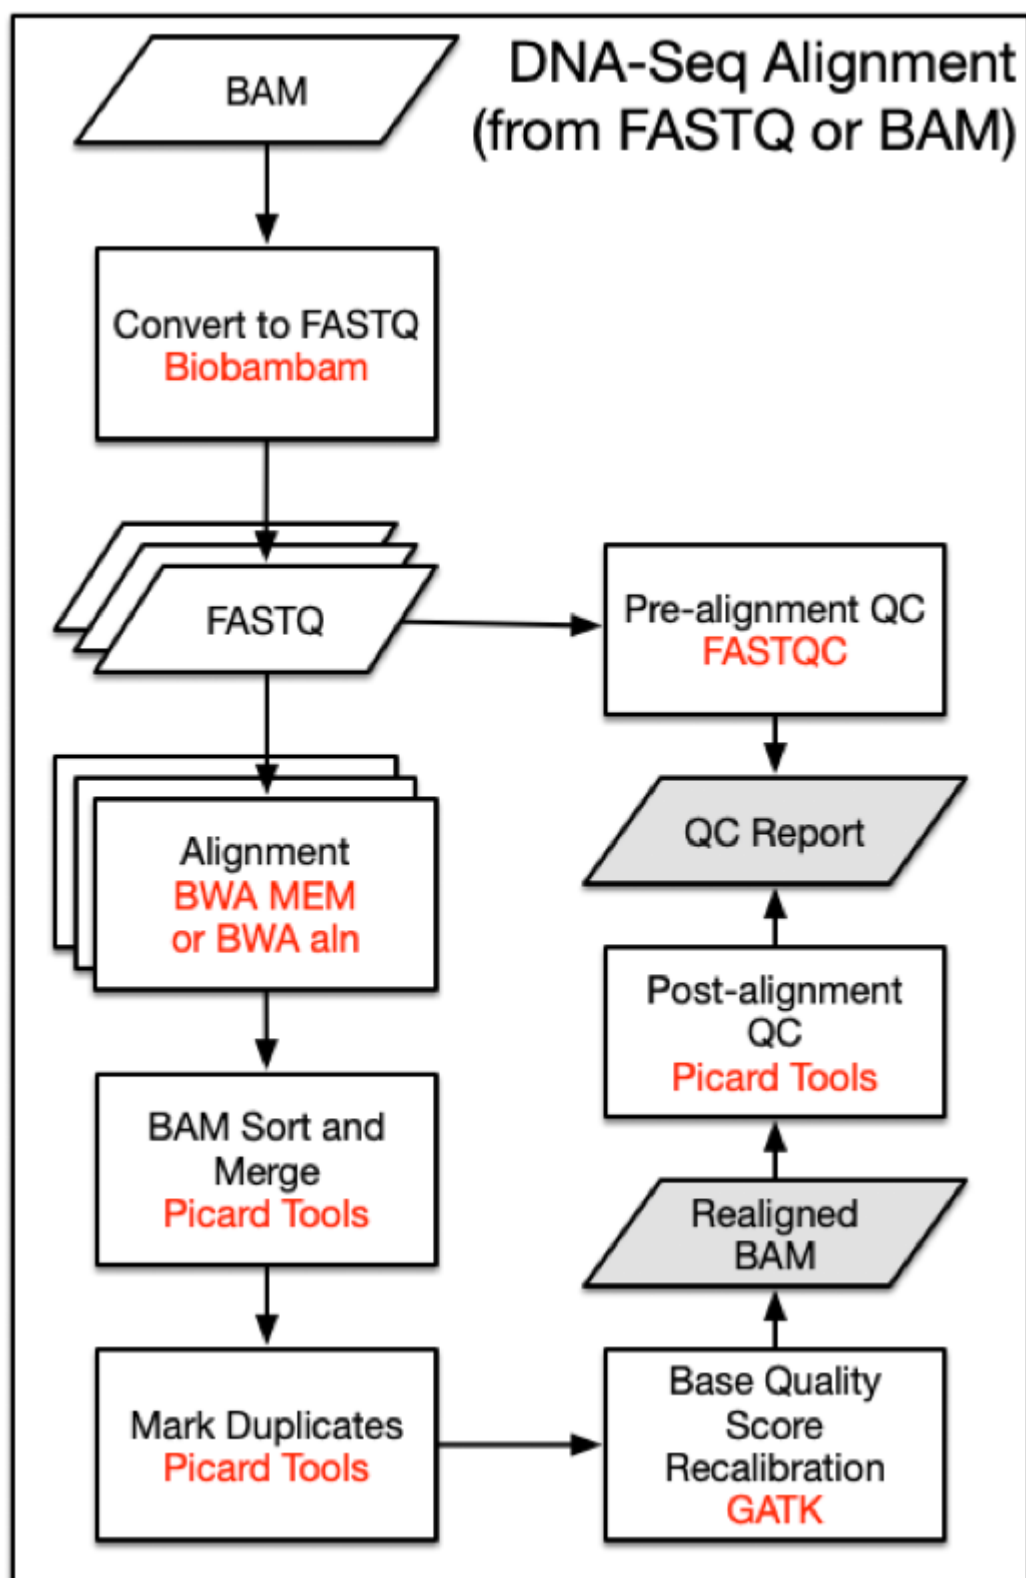 DNA-Seq Alignment
(from FASTQ or BAM)
BAM
Convert to FASTQ
Biobambam
FASTQ
Pre-alignment QC
FASTQC
QC Report
Alignment
BWA MEM
or BWA aln
Post-alignment
QC
Picard Tools
BAM Sort and
Merge
Picard Tools
Realigned
BAM
Mark Duplicates
Picard Tools
Base Quality
Score
Recalibration
GATK